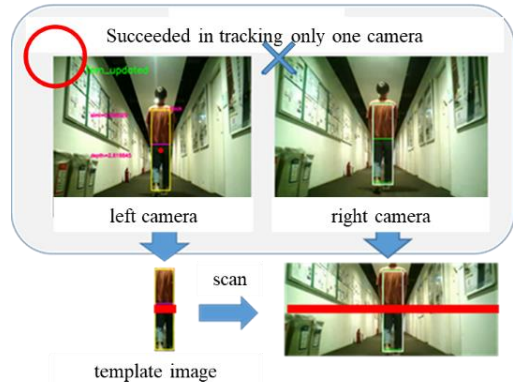 Succeeded in tracking only one camera
left camera
right camera
scan
template image